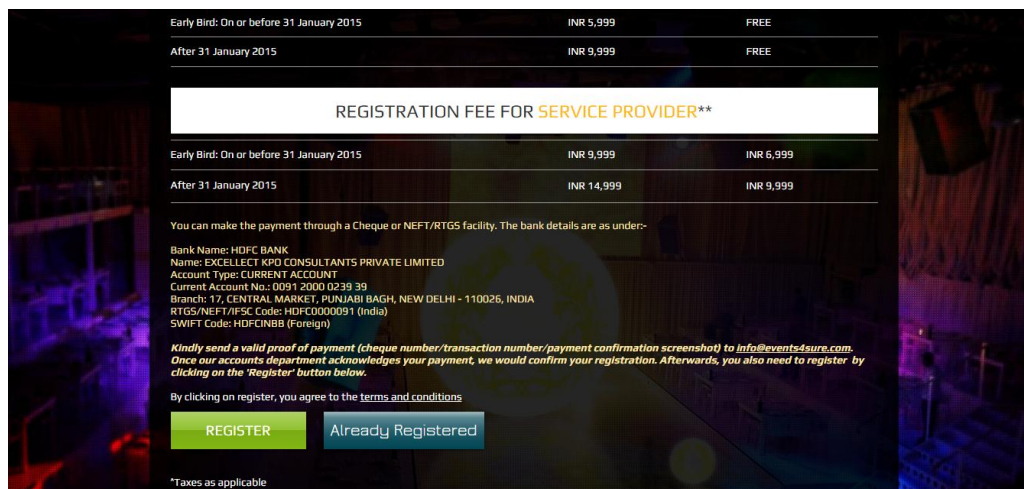 Early Bird: On or before 31 January 2015 INR 5,999 FREE
After 31 January 2015 INR 9,999 FREE
REGISTRATION FEE FOR SERVICE PROVIDER**
Early Bird: On or before 31 January 2015 INR 9,999 INR 6,999
After 31 January 2015 INR 14,999 INR 9,999
You can make the payment through a Cheque or NEFT/RTGS facility. The bank details are as under:-
Bank Name: HDFC BANK
Name: EXCELLECT KPO CONSULTANTS PRIVATE LIMITED
Account Type: CURRENT ACCOUNT
Current Account No.: 0091 2000 0239 39
Branch: 17, CENTRAL MARKET, PUNJABI BAGH, NEW DELHI - 110026, INDIA
RTGS/NEFT/IFSC Code: HDFC0000091 (India)
SWIFT Code: HDFCINBB (Foreign)
Kindly send a valid proof of payment (cheque number/transaction number/payment confirmation screenshot) to info@events4sure.com.
Once our accounts department acknowledges your payment, we would confirm your registration. Afterwards, you also need to register by
clicking on the 'Register' button below.
By clicking on register, you agree to the terms and conditions
REGISTER Already Registered
*Taxes as applicable